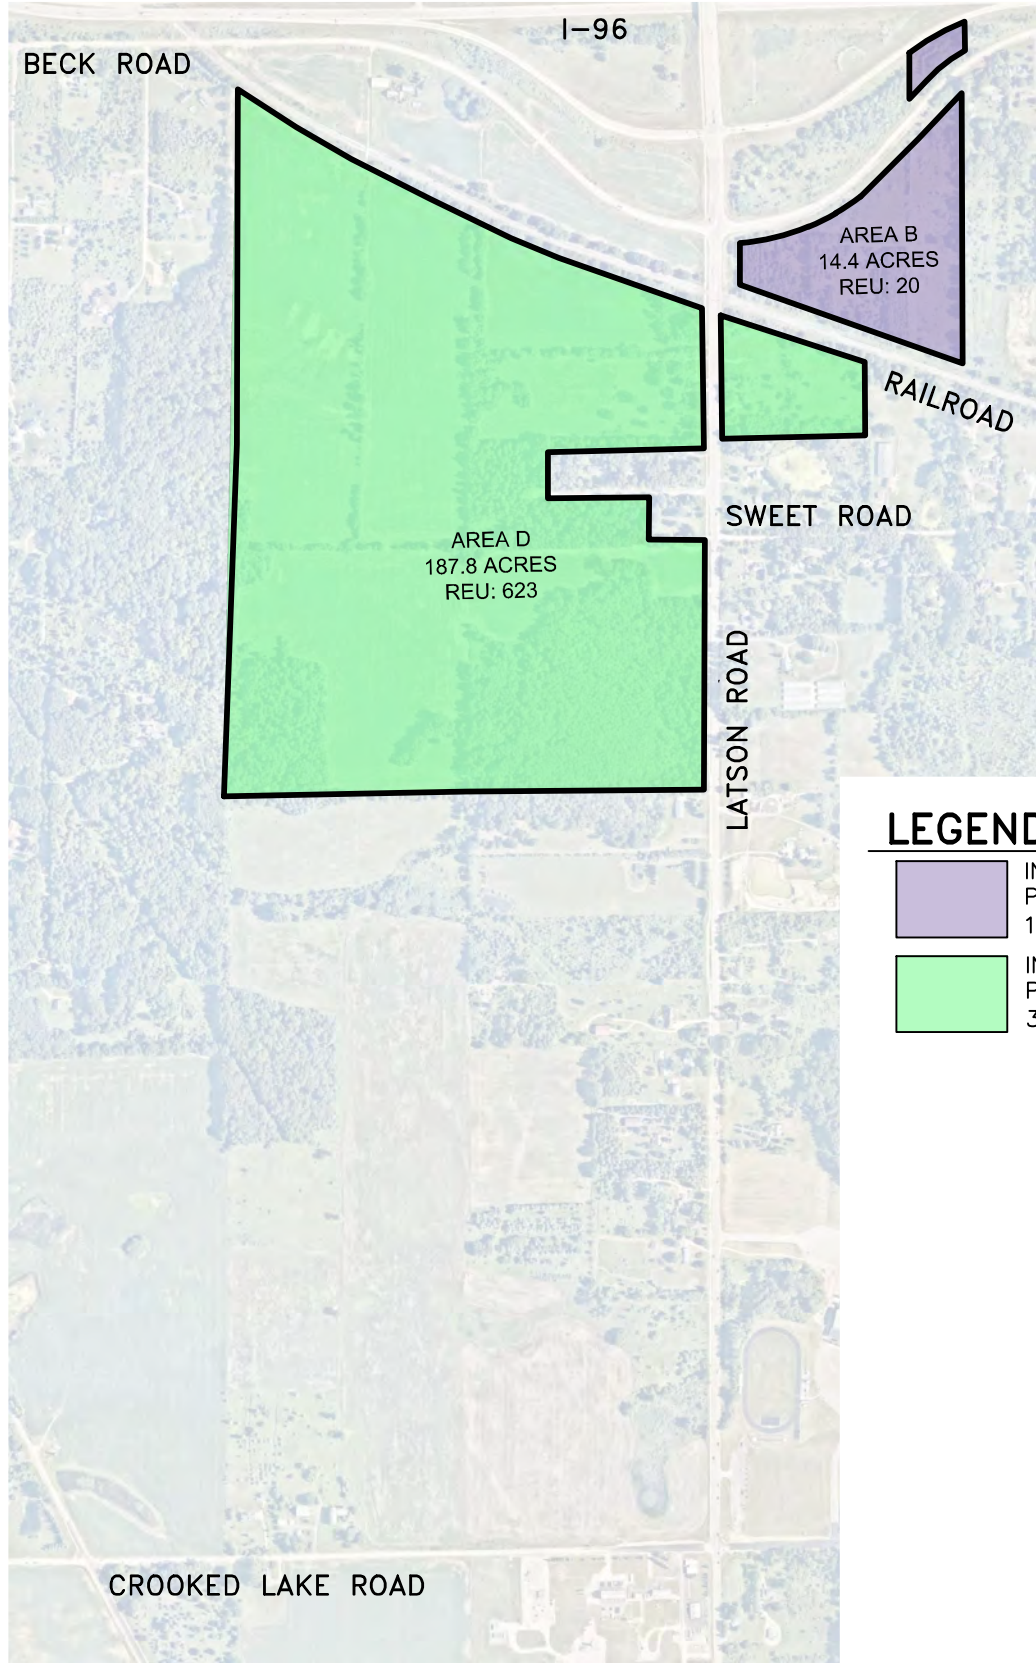 I-96
BECK ROAD
AREA B
14.4 ACRES
REU: 20
RAILROAD
SWEET ROAD
AREA D
187.8 ACRES
REU: 623
LATSON ROAD
LEGEND
CROOKED LAKE ROAD